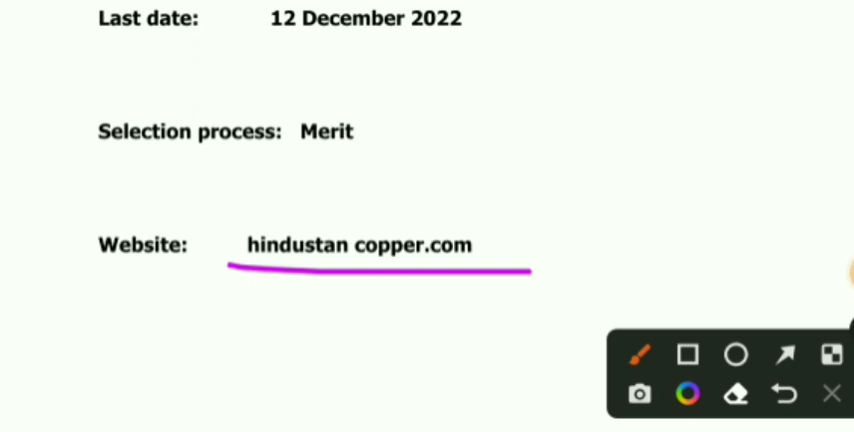 Last date: 12 December 2022
Selection process: Merit
Website: hindustan copper.com